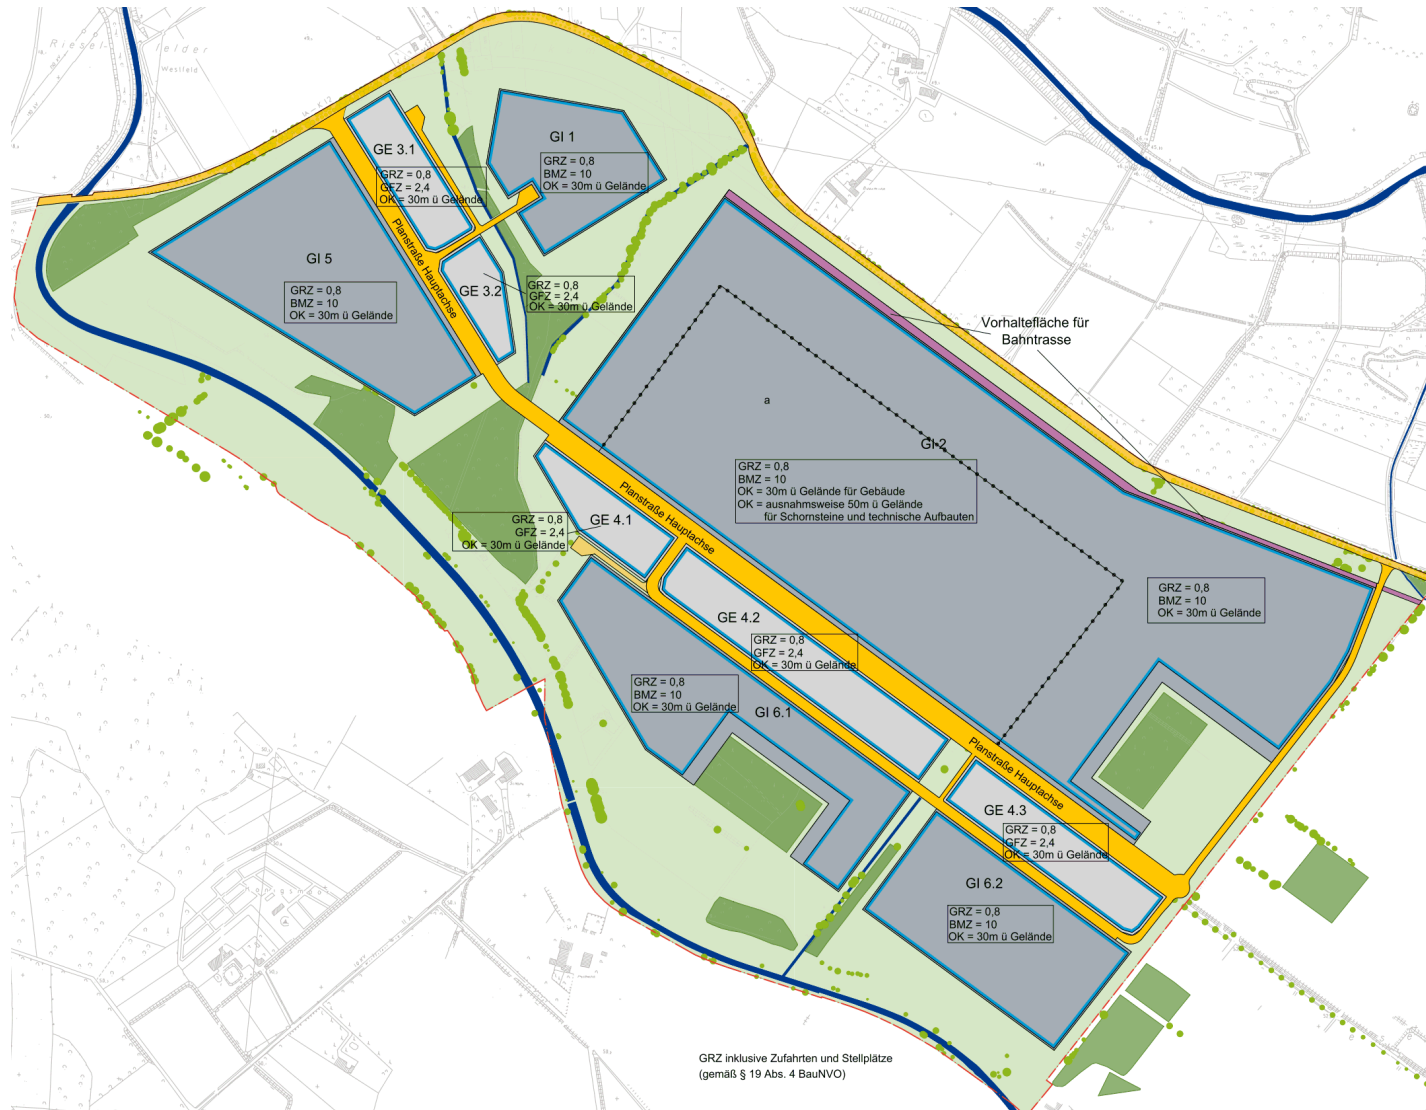 Riesel-
felder
Westfeld
GE 3.1
GRZ = 0,8
GFZ = 2,4
OK = 30m ü Gelände
GI 1
GRZ = 0,8
BMZ = 10
OK = 30m ü Gelände
Planstraße Hauptachse
GI 5
GRZ = 0,8
BMZ = 10
OK = 30m ü Gelände
GE 3.2
GRZ = 0,8
GFZ = 2,4
OK = 30m ü Gelände
Vorhaltefläche für
Bahntrasse
a
GI 2
GRZ = 0,8
BMZ = 10
OK = 30m ü Gelände für Gebäude
OK = ausnahmsweise 50m ü Gelände
für Schornsteine und technische Aufbauten
Planstraße Hauptachse
GE 4.1
GRZ = 0,8
GFZ = 2,4
OK = 30m ü Gelände
GRZ = 0,8
BMZ = 10
OK = 30m ü Gelände
GE 4.2
GRZ = 0,8
GFZ = 2,4
OK = 30m ü Gelände
GRZ = 0,8
BMZ = 10
OK = 30m ü Gelände
GI 6.1
Planstraße Hauptachse
GE 4.3
GRZ = 0,8
GFZ = 2,4
OK = 30m ü Gelände
GI 6.2
GRZ = 0,8
BMZ = 10
OK = 30m ü Gelände
GRZ inklusive Zufahrten und Stellplätze
(gemäß § 19 Abs. 4 BauNVO)